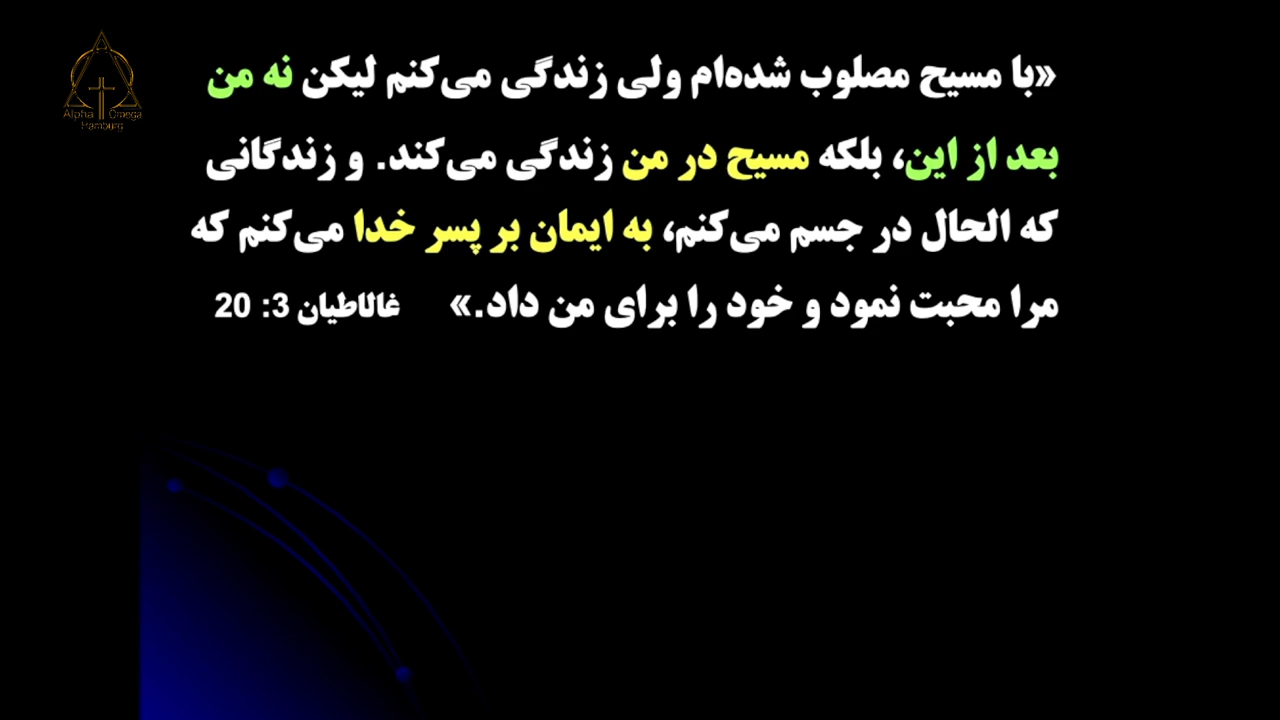 Alpha Omega
Hamburg
«با مسیح مصلوب شده‌ام ولی زندگی می‌کنم لیکن نه من
بعد از این، بلکه مسیح در من زندگی می‌کند. و زندگانی
که الحال در جسم می‌کنم، به ایمان بر پسر خدا می‌کنم که
مرا محبت نمود و خود را برای من داد.» غالاطیان 3: 20